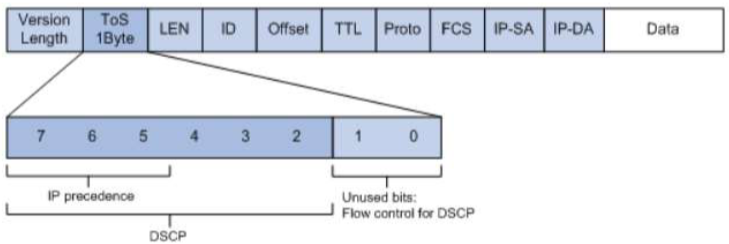 Version Length ToS 1Byte LEN ID Offset TTL Proto FCS IP-SA IP-DA Data
7 6 5 4 3 2 1 0
IP precedence
Unused bits:
Flow control for DSCP
DSCP